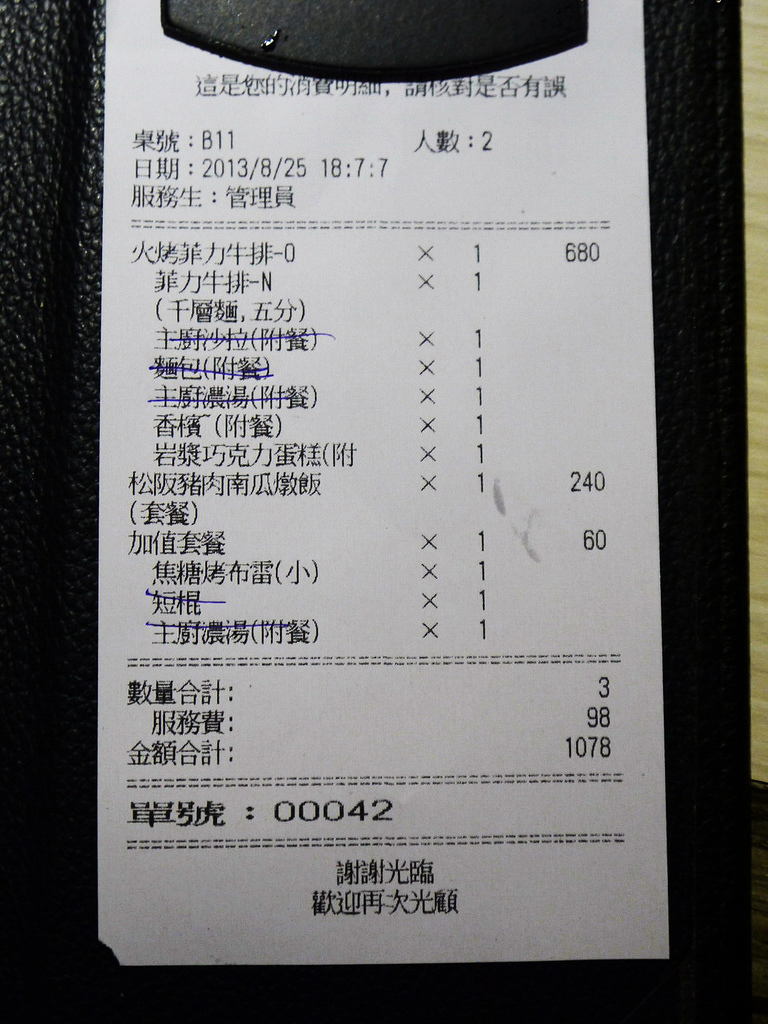 這是您的消費明細, 請核對是否有誤
桌號：B11 人數：2
日期：2013/8/25 18:7:7
服務生：管理員
火烤菲力牛排-O × 1 680
菲力牛排-N × 1
(千層麵,五分)
主廚沙拉(附餐) × 1
麵包(附餐) × 1
主廚濃湯(附餐) × 1
香檳~(附餐) × 1
岩漿巧克力蛋糕(附 × 1
松阪豬肉南瓜燉飯 × 1 240
(套餐)
加值套餐 × 1 60
焦糖烤布雷(小) × 1
短棍 × 1
主廚濃湯(附餐) × 1
數量合計: 3
服務費: 98
金額合計: 1078
單號：00042
謝謝光臨
歡迎再次光顧